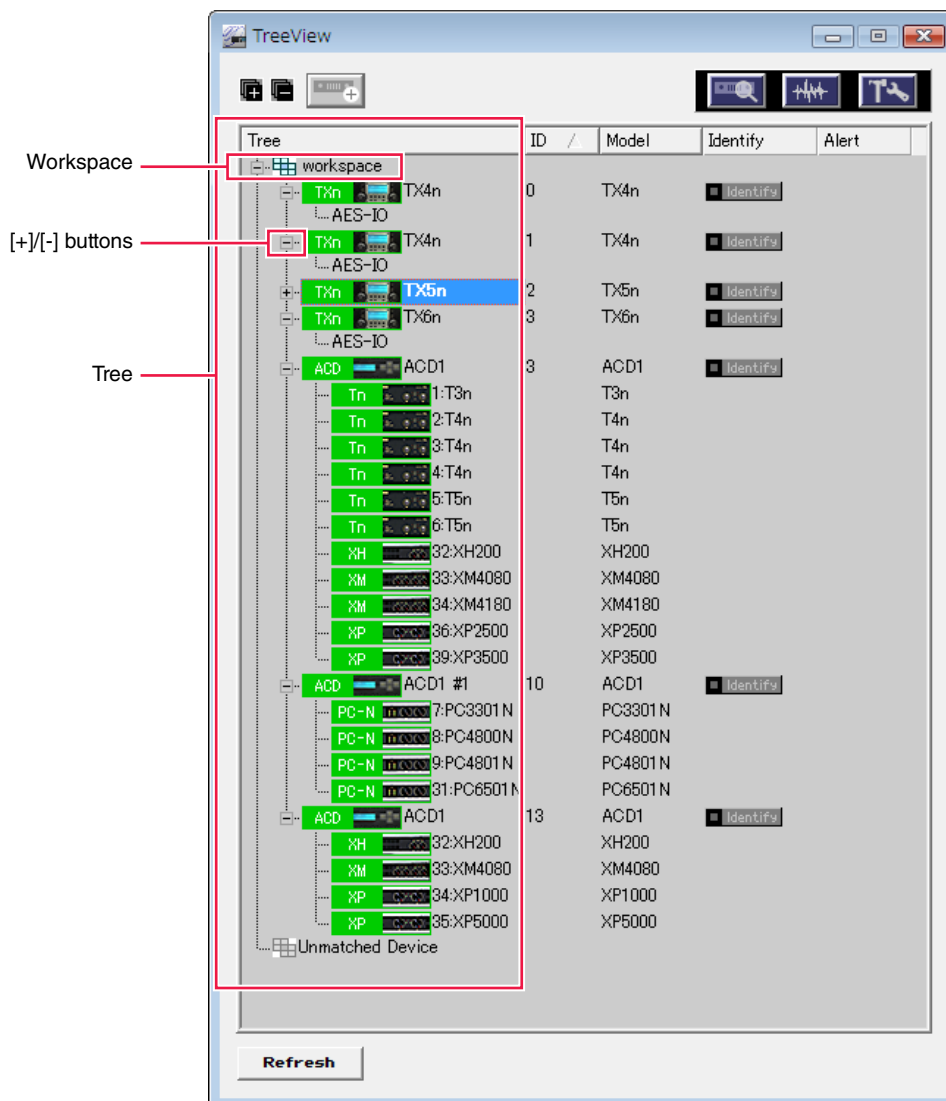 TreeView
Tree ID Model Identify Alert
Workspace
workspace
TXn TX4n 0 TX4n Identify
AES-IO
[+]/[-] buttons
TXn TX4n 1 TX4n Identify
AES-IO
TXn TX5n 2 TX5n Identify
TXn TX6n 3 TX6n Identify
AES-IO
Tree
ACD ACD1 3 ACD1 Identify
Tn 1:T3n T3n
Tn 2:T4n T4n
Tn 3:T4n T4n
Tn 4:T4n T4n
Tn 5:T5n T5n
Tn 6:T5n T5n
XH 32:XH200 XH200
XM 33:XM4080 XM4080
XM 34:XM4180 XM4180
XP 36:XP2500 XP2500
XP 39:XP3500 XP3500
ACD ACD1 #1 10 ACD1 Identify
PC-N 7:PC3301N PC3301N
PC-N 8:PC4800N PC4800N
PC-N 9:PC4801N PC4801N
PC-N 31:PC6501N PC6501N
ACD ACD1 13 ACD1 Identify
XH 32:XH200 XH200
XM 33:XM4080 XM4080
XP 34:XP1000 XP1000
XP 35:XP5000 XP5000
Unmatched Device
Refresh